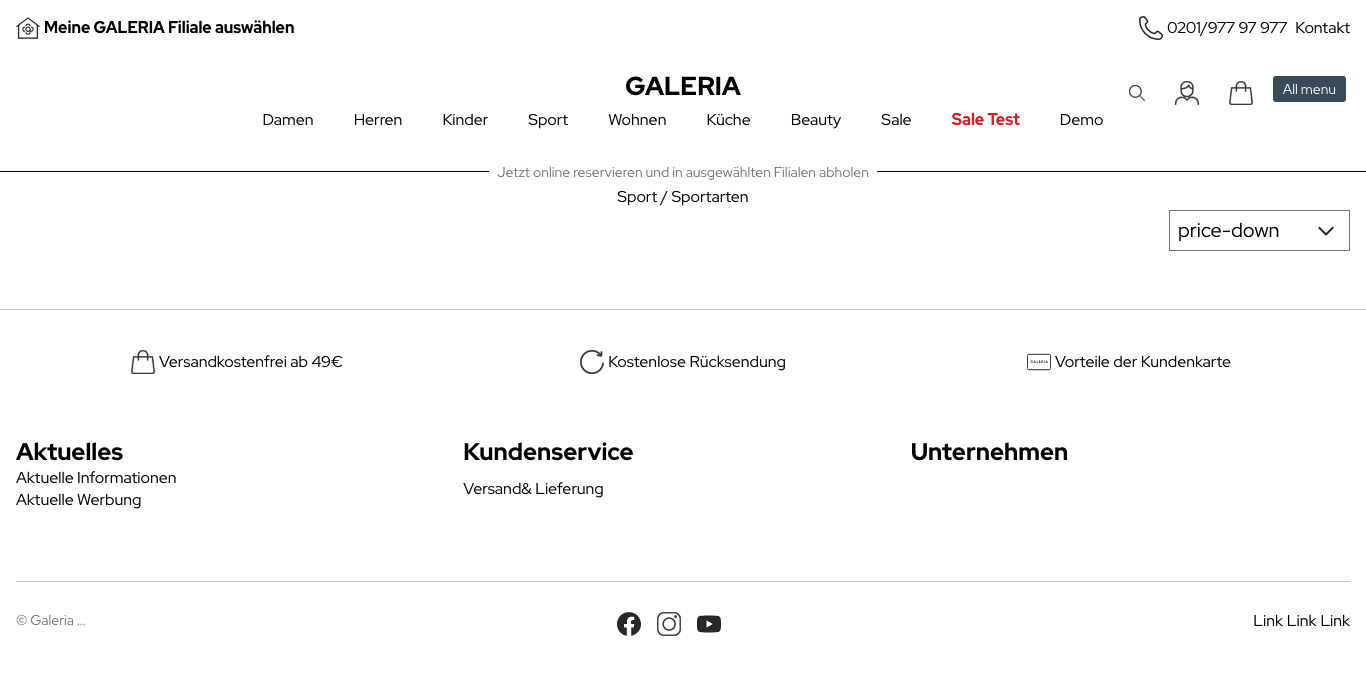 Meine GALERIA Filiale auswählen
0201/977 97 977 Kontakt
GALERIA
All menu
Damen Herren Kinder Sport Wohnen Küche Beauty Sale Sale Test Demo
Jetzt online reservieren und in ausgewählten Filialen abholen
Sport / Sportarten
price-down
Versandkostenfrei ab 49€
Kostenlose Rücksendung
GALERIA
Vorteile der Kundenkarte
Aktuelles
Aktuelle Informationen
Aktuelle Werbung
Kundenservice
Versand& Lieferung
Unternehmen
© Galeria ...
Link Link Link